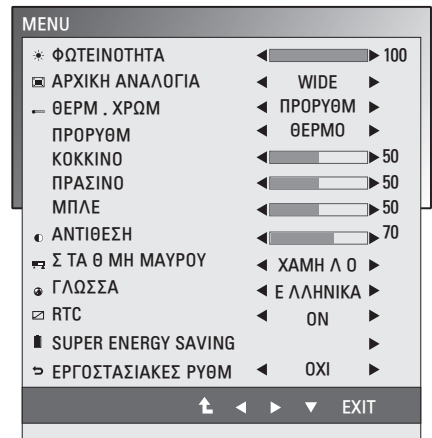 MENU
ΦΩΤΕΙΝΟΤΗΤΑ 100
ΑΡΧΙΚΗ ΑΝΑΛΟΓΙΑ WIDE
ΘΕΡΜ . ΧΡΩΜ ΠΡΟΡΥΘΜ
ΠΡΟΡΥΘΜ ΘΕΡΜΟ
ΚΟΚΚΙΝΟ 50
ΠΡΑΣΙΝΟ 50
ΜΠΛΕ 50
ΑΝΤΙΘΕΣΗ 70
Σ ΤΑ Θ ΜΗ ΜΑΥΡΟΥ ΧΑΜΗ Λ Ο
ΓΛΩΣΣΑ Ε ΛΛΗΝΙΚΑ
RTC ON
SUPER ENERGY SAVING
ΕΡΓΟΣΤΑΣΙΑΚΕΣ ΡΥΘΜ ΟΧΙ
EXIT